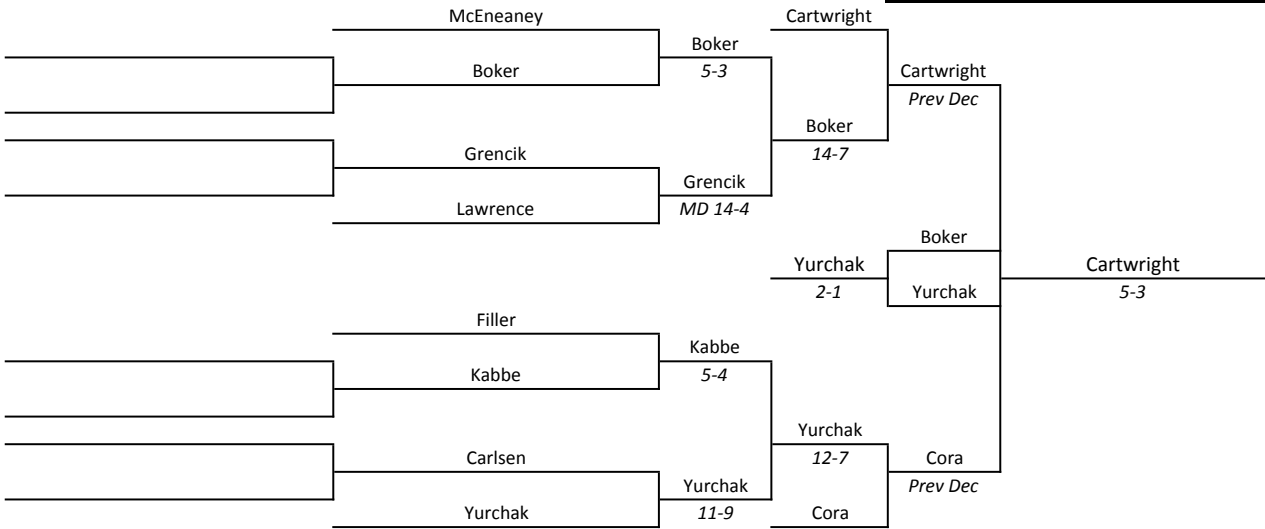 McEneaney
Cartwright
Boker
5-3
Boker
Cartwright
Prev Dec
Boker
14-7
Grencik
Grencik
MD 14-4
Lawrence
Boker
Yurchak
2-1
Cartwright
5-3
Yurchak
Filler
Kabbe
5-4
Kabbe
Yurchak
12-7
Carlsen
Cora
Prev Dec
Yurchak
11-9
Yurchak
Cora